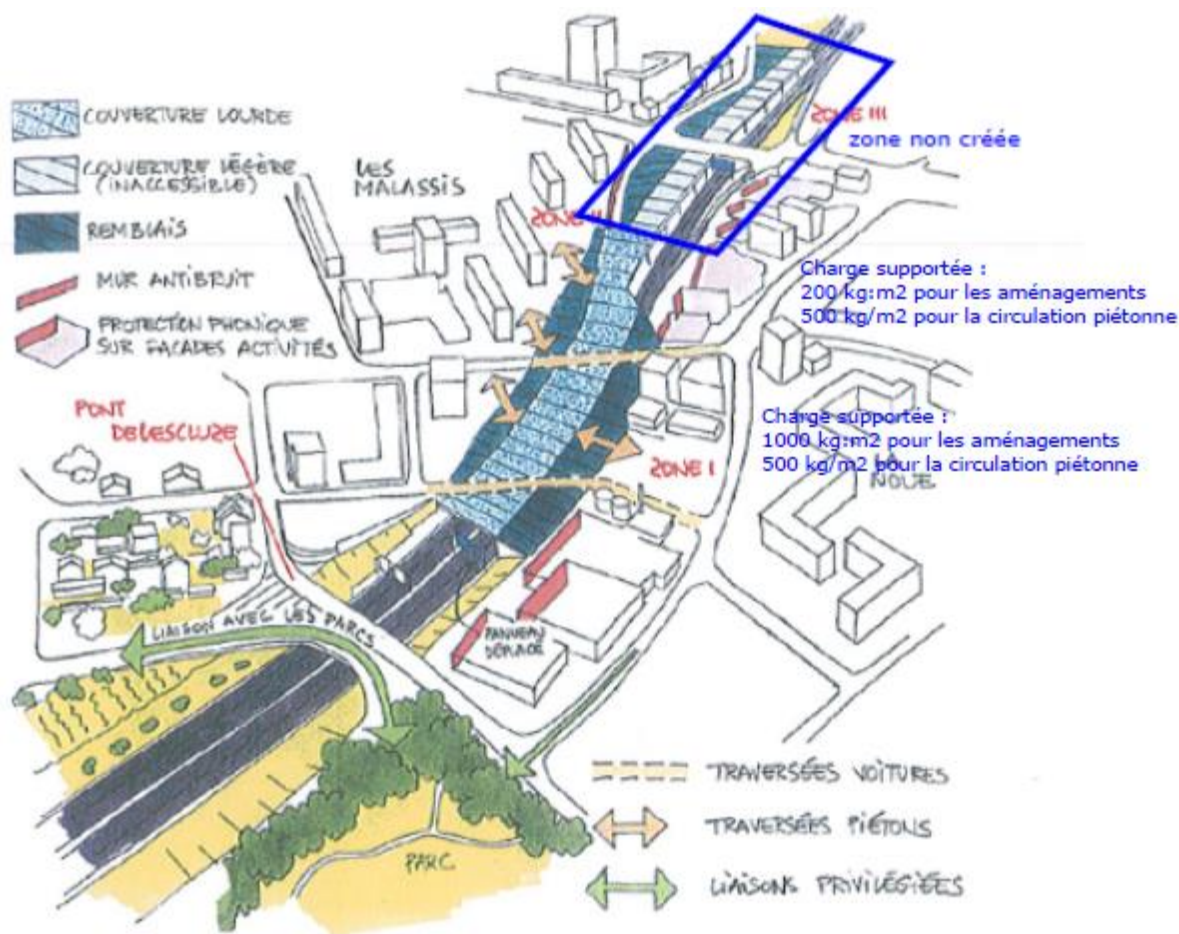 COUVERTURE LOURDE
COUVERTURE LÉGÈRE
(INACCESSIBLE)
REMBLAIS
MUR ANTIBRUIT
PROTECTION PHONIQUE
SUR FAÇADES ACTIVITÉS
LES
MALASSIS
ZONE III
zone non créée
ZONE II
Charge supportée :
200 kg:m2 pour les aménagements
500 kg/m2 pour la circulation piétonne
PONT
DELESCLUZE
Charge supportée :
1000 kg:m2 pour les aménagements
500 kg/m2 pour la circulation piétonne
ZONE I
LA
NOUE
LIAISON AVEC LES PARCS
PANNEAU
DÉPLACÉ
PARC
TRAVERSÉES VOITURES
TRAVERSÉES PIÉTONS
LIAISONS PRIVILÉGIÉES